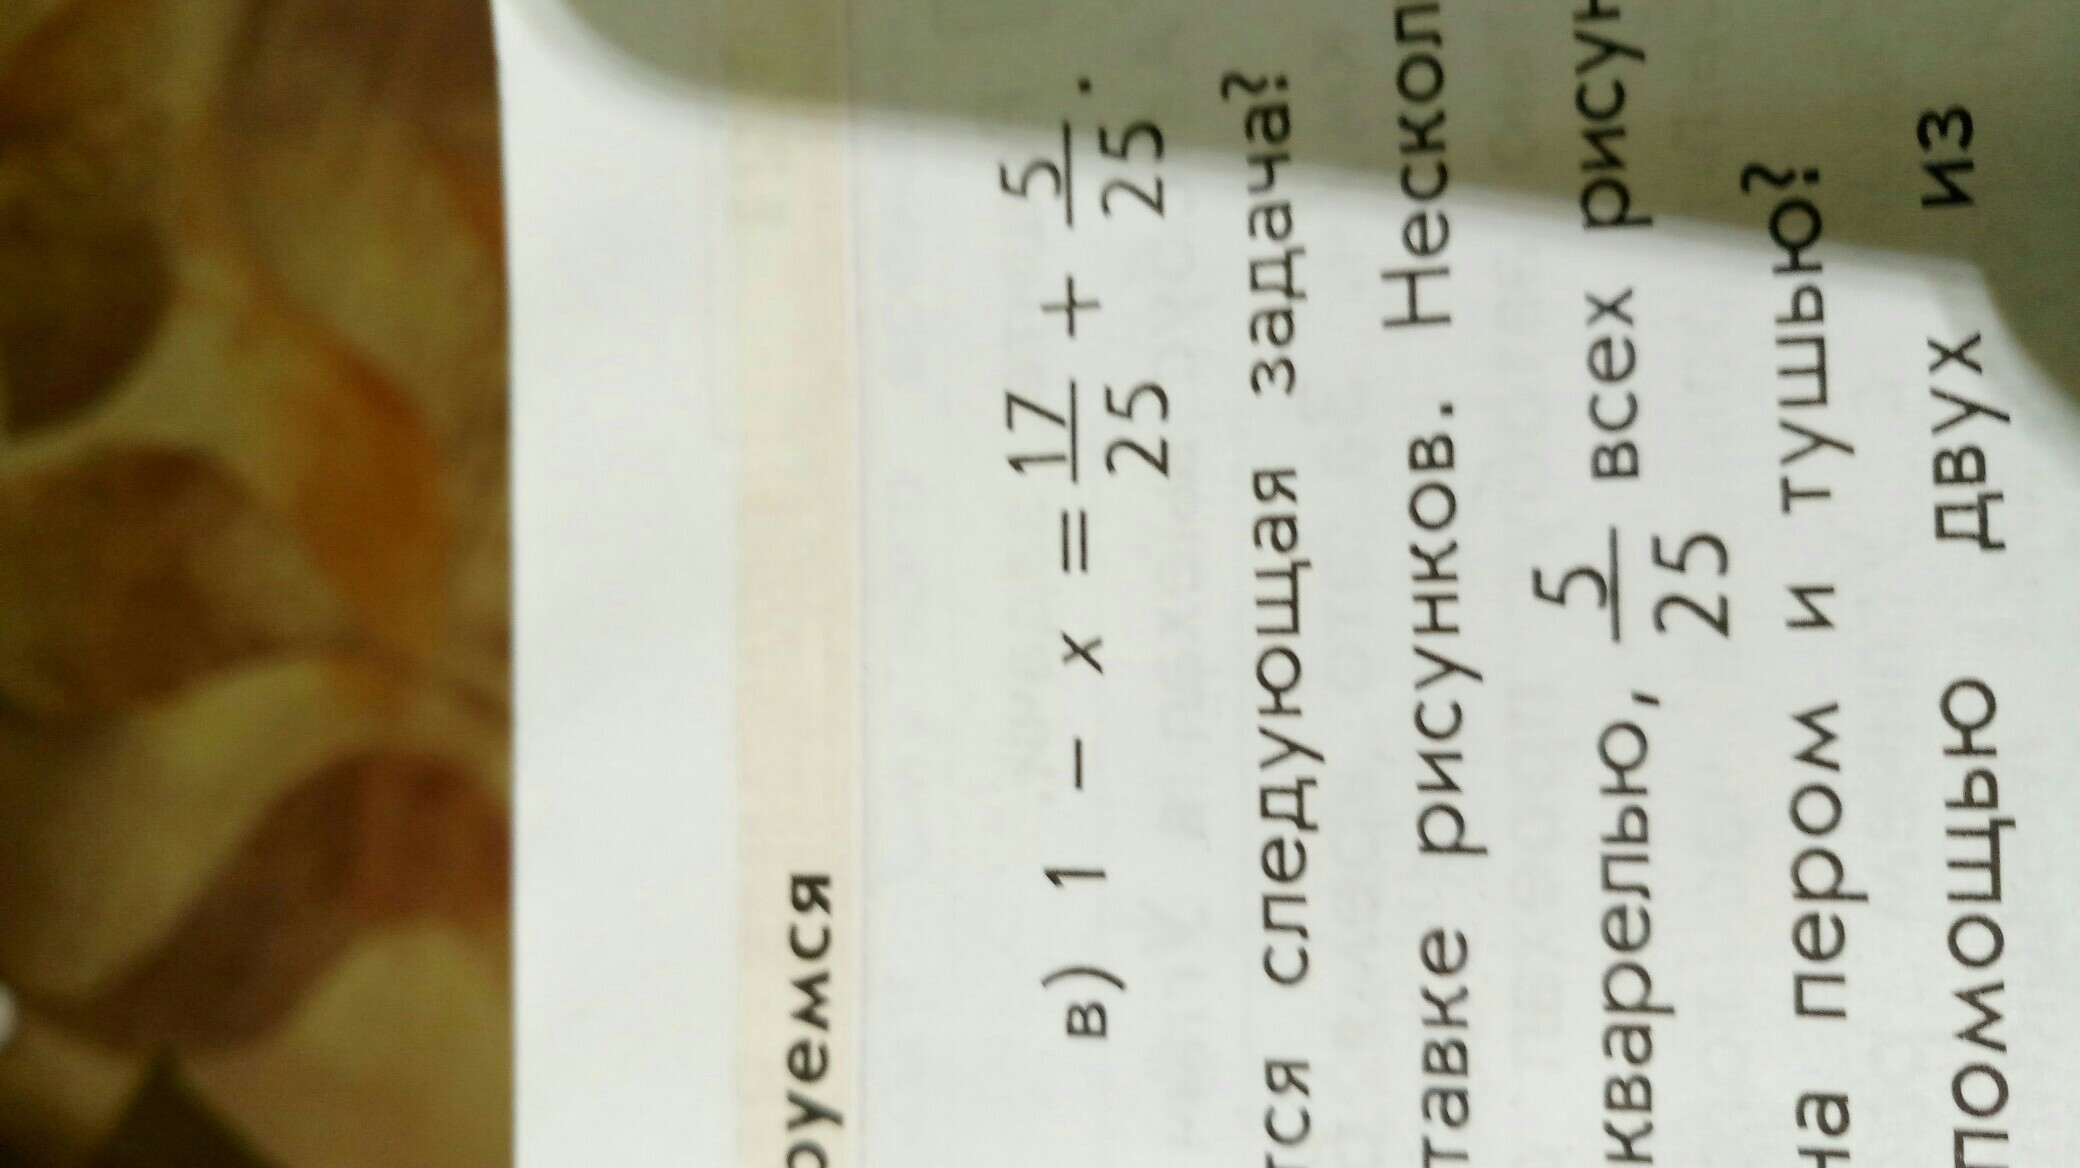 руемся
в) 1 – x = 17/25 + 5/25.
тся следующая задача?
тавке рисунков. Нескол
кварелью, 5/25 всех рисун
на пером и тушью?
помощью двух из